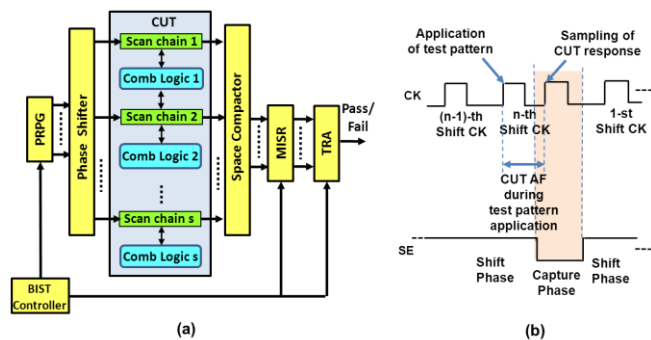 CUT
Scan chain 1
Comb Logic 1
Scan chain 2
Comb Logic 2
Scan chain s
Comb Logic s
PRPG
Phase Shifter
Space Compactor
MISR
TRA
Pass/
Fail
BIST
Controller
(a)
Application
of test pattern
Sampling of
CUT response
CK
(n-1)-th
Shift CK
n-th
Shift CK
1-st
Shift CK
CUT AF
during
test pattern
application
SE
Shift
Phase
Capture
Phase
Shift
Phase
(b)